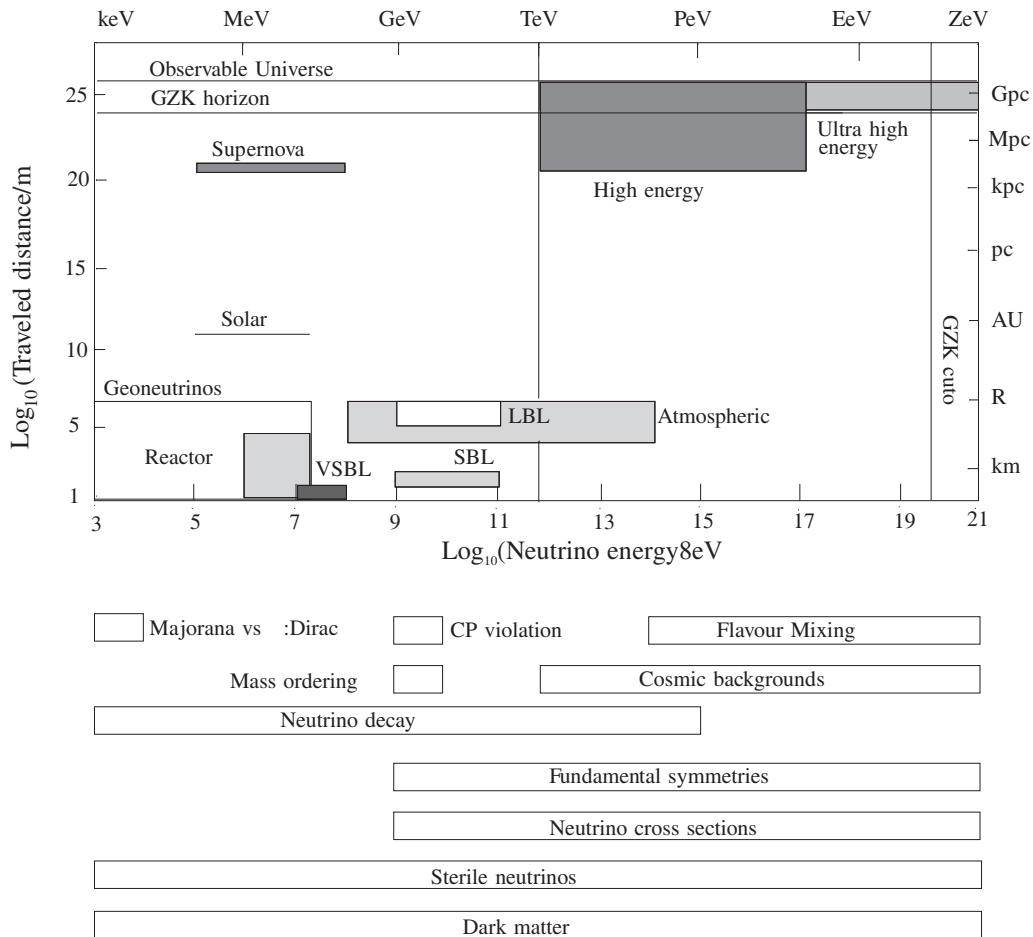 keV MeV GeV TeV PeV EeV ZeV
Observable Universe
25
GZK horizon
Gpc
Ultra high
energy
Mpc
Supernova
20
High energy
kpc
Log10(Traveled distance/m
15
pc
Solar
AU
10
GZK cuto
Geoneutrinos
R
5
LBL
Atmospheric
Reactor
VSBL
SBL
km
1
3 5 7 9 11 13 15 17 19 21
Log10(Neutrino energy8eV
Majorana vs :Dirac
CP violation
Flavour Mixing
Mass ordering
Cosmic backgrounds
Neutrino decay
Fundamental symmetries
Neutrino cross sections
Sterile neutrinos
Dark matter